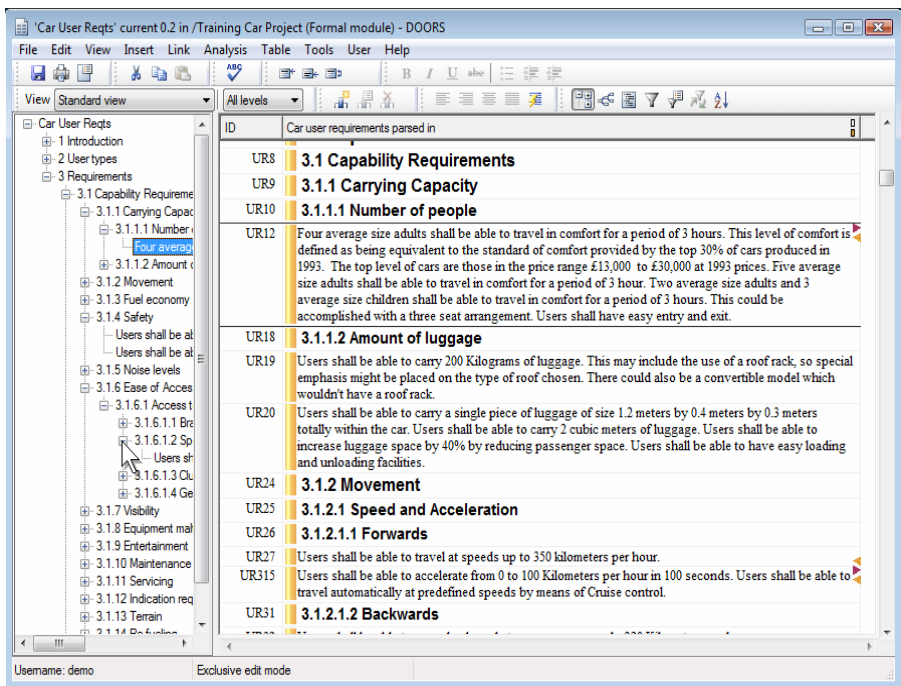 'Car User Reqts' current 0.2 in /Training Car Project (Formal module) - DOORS
File Edit View Insert Link Analysis Table Tools User Help
ABC B I U abc
View Standard view All levels
Car User Reqts
1 Introduction
2 User types
3 Requirements
3.1 Capability Requireme
3.1.1 Carrying Capac
3.1.1.1 Number
Four averag
3.1.1.2 Amount
3.1.2 Movement
3.1.3 Fuel economy
3.1.4 Safety
Users shall be ab
Users shall be ab
3.1.5 Noise levels
3.1.6 Ease of Acces
3.1.6.1 Access t
3.1.6.1.1 Bra
3.1.6.1.2 Sp
Users sh
3.1.6.1.3 Clu
3.1.6.1.4 Ge
3.1.7 Visibility
3.1.8 Equipment mal
3.1.9 Entertainment
3.1.10 Maintenance
3.1.11 Servicing
3.1.12 Indication req
3.1.13 Terrain
3.1.14 Re fueling
ID Car user requirements parsed in
UR8 3.1 Capability Requirements
UR9 3.1.1 Carrying Capacity
UR10 3.1.1.1 Number of people
UR12 Four average size adults shall be able to travel in comfort for a period of 3 hours. This level of comfort is
defined as being equivalent to the standard of comfort provided by the top 30% of cars produced in
1993. The top level of cars are those in the price range £13,000 to £30,000 at 1993 prices. Five average
size adults shall be able to travel in comfort for a period of 3 hour. Two average size adults and 3
average size children shall be able to travel in comfort for a period of 3 hours. This could be
accomplished with a three seat arrangement. Users shall have easy entry and exit.
UR18 3.1.1.2 Amount of luggage
UR19 Users shall be able to carry 200 Kilograms of luggage. This may include the use of a roof rack, so special
emphasis might be placed on the type of roof chosen. There could also be a convertible model which
wouldn't have a roof rack.
UR20 Users shall be able to carry a single piece of luggage of size 1.2 meters by 0.4 meters by 0.3 meters
totally within the car. Users shall be able to carry 2 cubic meters of luggage. Users shall be able to
increase luggage space by 40% by reducing passenger space. Users shall be able to have easy loading
and unloading facilities.
UR24 3.1.2 Movement
UR25 3.1.2.1 Speed and Acceleration
UR26 3.1.2.1.1 Forwards
UR27 Users shall be able to travel at speeds up to 350 kilometers per hour.
UR315 Users shall be able to accelerate from 0 to 100 Kilometers per hour in 100 seconds. Users shall be able to
travel automatically at predefined speeds by means of Cruise control.
UR31 3.1.2.1.2 Backwards
Username: demo Exclusive edit mode